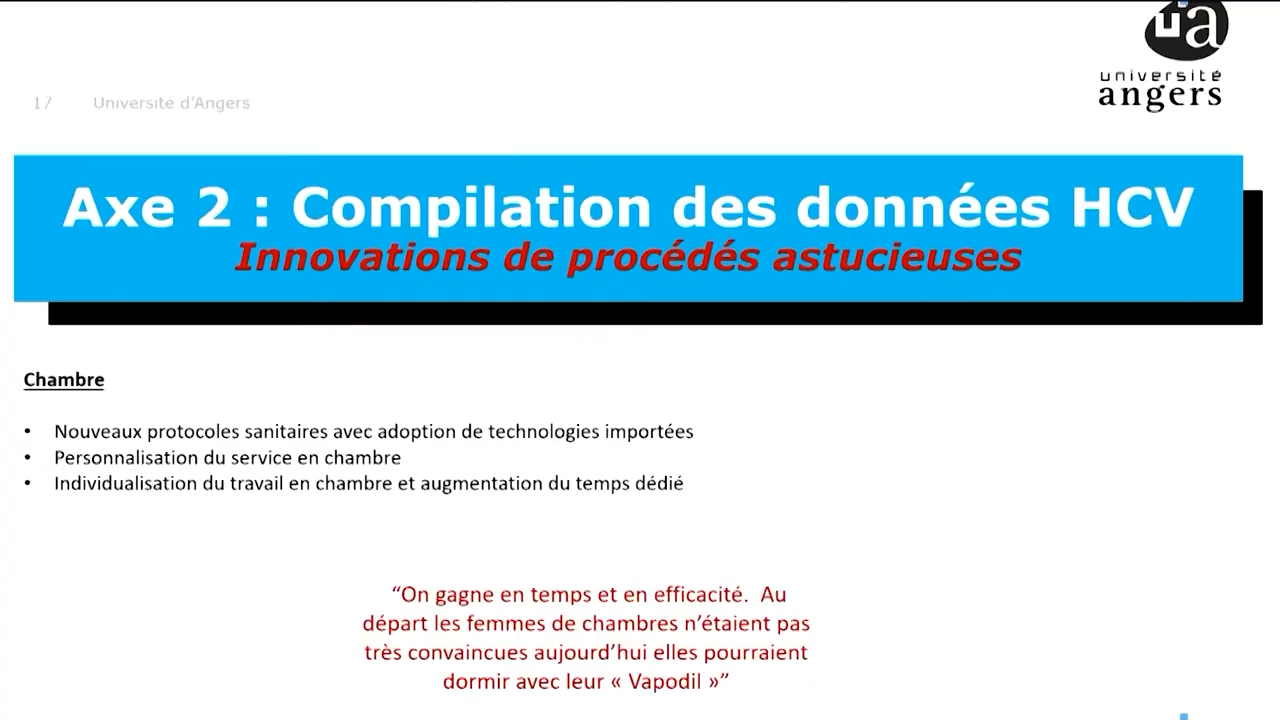 ua
université
angers
17 Université d'Angers
Axe 2 : Compilation des données HCV
Innovations de procédés astucieuses
Chambre
• Nouveaux protocoles sanitaires avec adoption de technologies importées
• Personnalisation du service en chambre
• Individualisation du travail en chambre et augmentation du temps dédié
“On gagne en temps et en efficacité. Au
départ les femmes de chambres n’étaient pas
très convaincues aujourd’hui elles pourraient
dormir avec leur « Vapodil »”